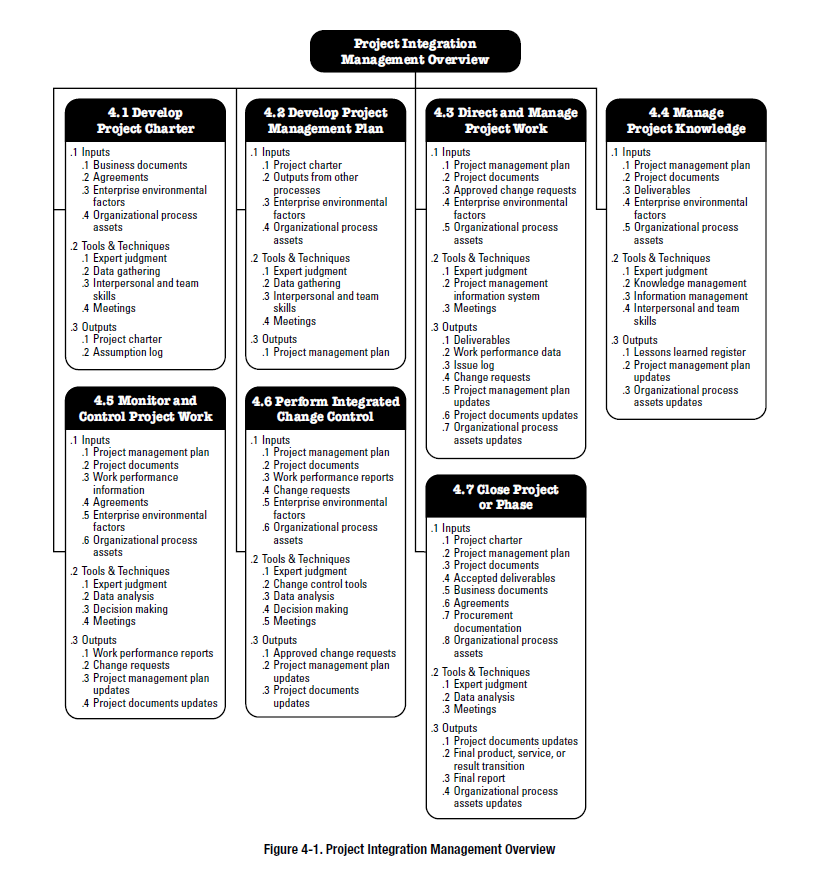 Project Integration
Management Overview
4.1 Develop
Project Charter
.1 Inputs
.1 Business documents
.2 Agreements
.3 Enterprise environmental
factors
.4 Organizational process
assets
.2 Tools & Techniques
.1 Expert judgment
.2 Data gathering
.3 Interpersonal and team
skills
.4 Meetings
.3 Outputs
.1 Project charter
.2 Assumption log
4.2 Develop Project
Management Plan
.1 Inputs
.1 Project charter
.2 Outputs from other
processes
.3 Enterprise environmental
factors
.4 Organizational process
assets
.2 Tools & Techniques
.1 Expert judgment
.2 Data gathering
.3 Interpersonal and team
skills
.4 Meetings
.3 Outputs
.1 Project management plan
4.3 Direct and Manage
Project Work
.1 Inputs
.1 Project management plan
.2 Project documents
.3 Approved change requests
.4 Enterprise environmental
factors
.5 Organizational process
assets
.2 Tools & Techniques
.1 Expert judgment
.2 Project management
information system
.3 Meetings
.3 Outputs
.1 Deliverables
.2 Work performance data
.3 Issue log
.4 Change requests
.5 Project management plan
updates
.6 Project documents updates
.7 Organizational process
assets updates
4.4 Manage
Project Knowledge
.1 Inputs
.1 Project management plan
.2 Project documents
.3 Deliverables
.4 Enterprise environmental
factors
.5 Organizational process
assets
.2 Tools & Techniques
.1 Expert judgment
.2 Knowledge management
.3 Information management
.4 Interpersonal and team
skills
.3 Outputs
.1 Lessons learned register
.2 Project management plan
updates
.3 Organizational process
assets updates
4.5 Monitor and
Control Project Work
.1 Inputs
.1 Project management plan
.2 Project documents
.3 Work performance
information
.4 Agreements
.5 Enterprise environmental
factors
.6 Organizational process
assets
.2 Tools & Techniques
.1 Expert judgment
.2 Data analysis
.3 Decision making
.4 Meetings
.3 Outputs
.1 Work performance reports
.2 Change requests
.3 Project management plan
updates
.4 Project documents updates
4.6 Perform Integrated
Change Control
.1 Inputs
.1 Project management plan
.2 Project documents
.3 Work performance reports
.4 Change requests
.5 Enterprise environmental
factors
.6 Organizational process
assets
.2 Tools & Techniques
.1 Expert judgment
.2 Change control tools
.3 Data analysis
.4 Decision making
.5 Meetings
.3 Outputs
.1 Approved change requests
.2 Project management plan
updates
.3 Project documents
updates
4.7 Close Project
or Phase
.1 Inputs
.1 Project charter
.2 Project management plan
.3 Project documents
.4 Accepted deliverables
.5 Business documents
.6 Agreements
.7 Procurement
documentation
.8 Organizational process
assets
.2 Tools & Techniques
.1 Expert judgment
.2 Data analysis
.3 Meetings
.3 Outputs
.1 Project documents updates
.2 Final product, service, or
result transition
.3 Final report
.4 Organizational process
assets updates
Figure 4-1. Project Integration Management Overview